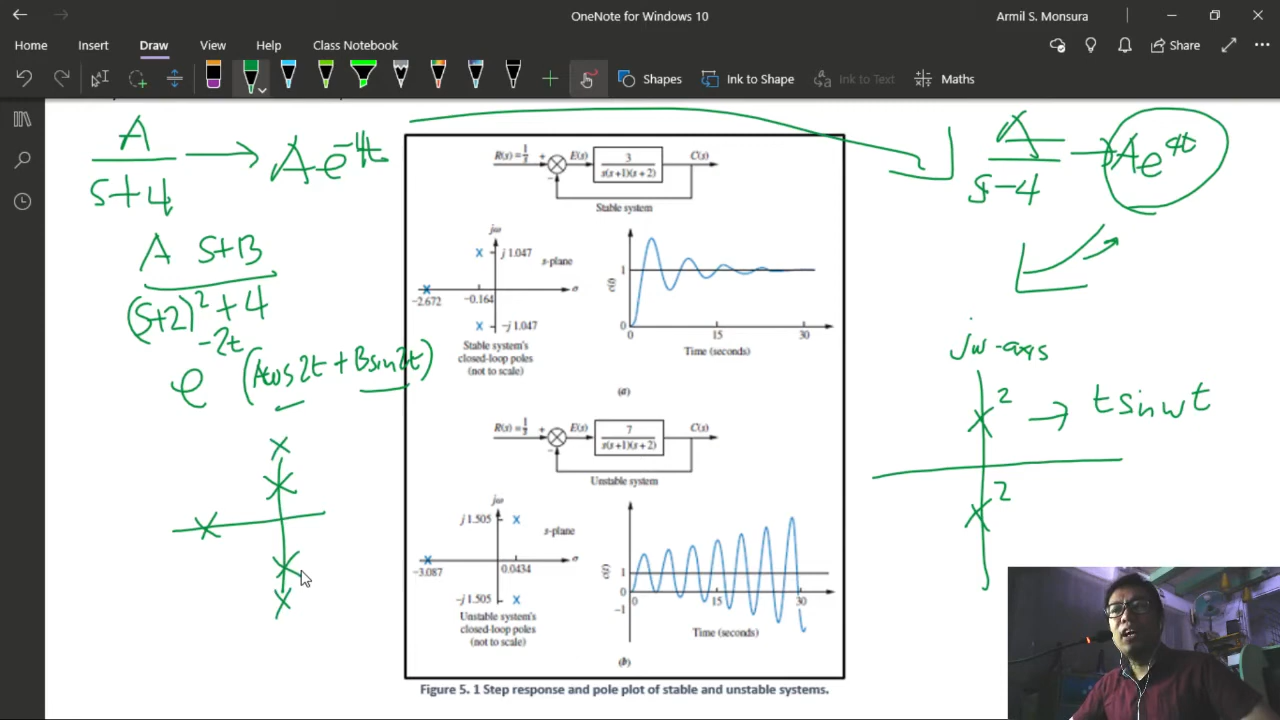 OneNote for Windows 10
Armil S. Monsura
Home Insert Draw View Help Class Notebook
Share
Shapes
Ink to Shape
Ink to Text
Maths
A
s+4
→ Ae^-4t
A
s-4
→ Ae^4t
A s+B
(s+2)^2+4
e^-2t (Acos2t + Bsin2t)
jw-axis
X^2 → tsinwt
X^2
R(s)=1/s + E(s) 3 C(s)
-
s(s+1)(s+2)
Stable system
jω
j1.047
s-plane
σ
-2.672
-0.164
-j1.047
Stable system's
closed-loop poles
(not to scale)
c(t)
1
0
0 15 30
Time (seconds)
(a)
R(s)=1/s + E(s) 7 C(s)
-
s(s+1)(s+2)
Unstable system
jω
j1.505
s-plane
σ
-3.087
0.0434
-j1.505
Unstable system's
closed-loop poles
(not to scale)
c(t)
1
0
-1
0 15 30
Time (seconds)
(b)
Figure 5. 1 Step response and pole plot of stable and unstable systems.